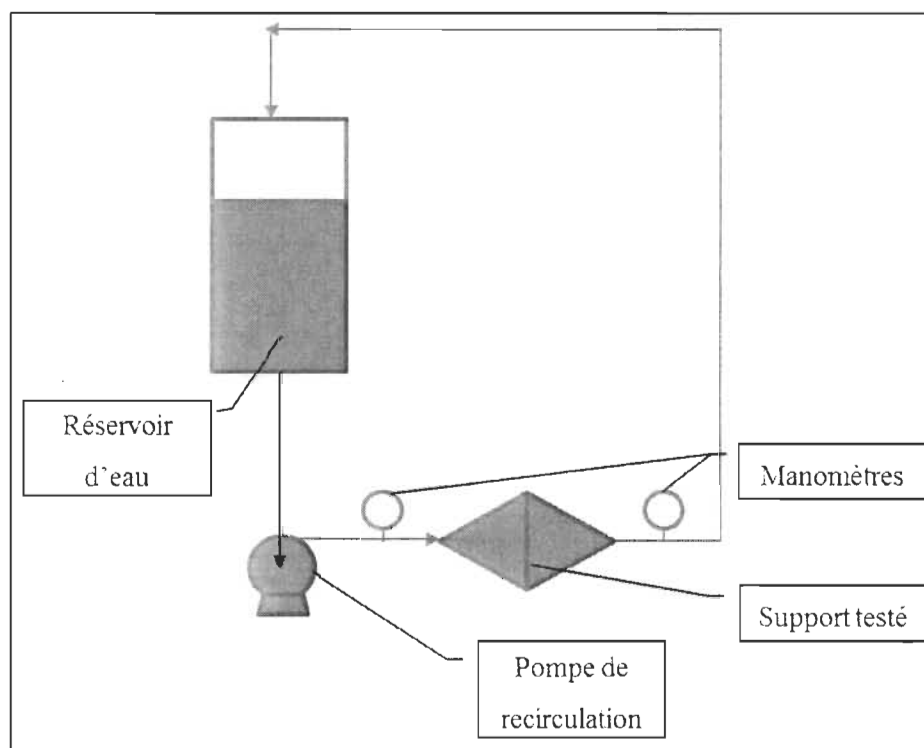 Réservoir
d'eau
Manomètres
Support testé
Pompe de
recirculation